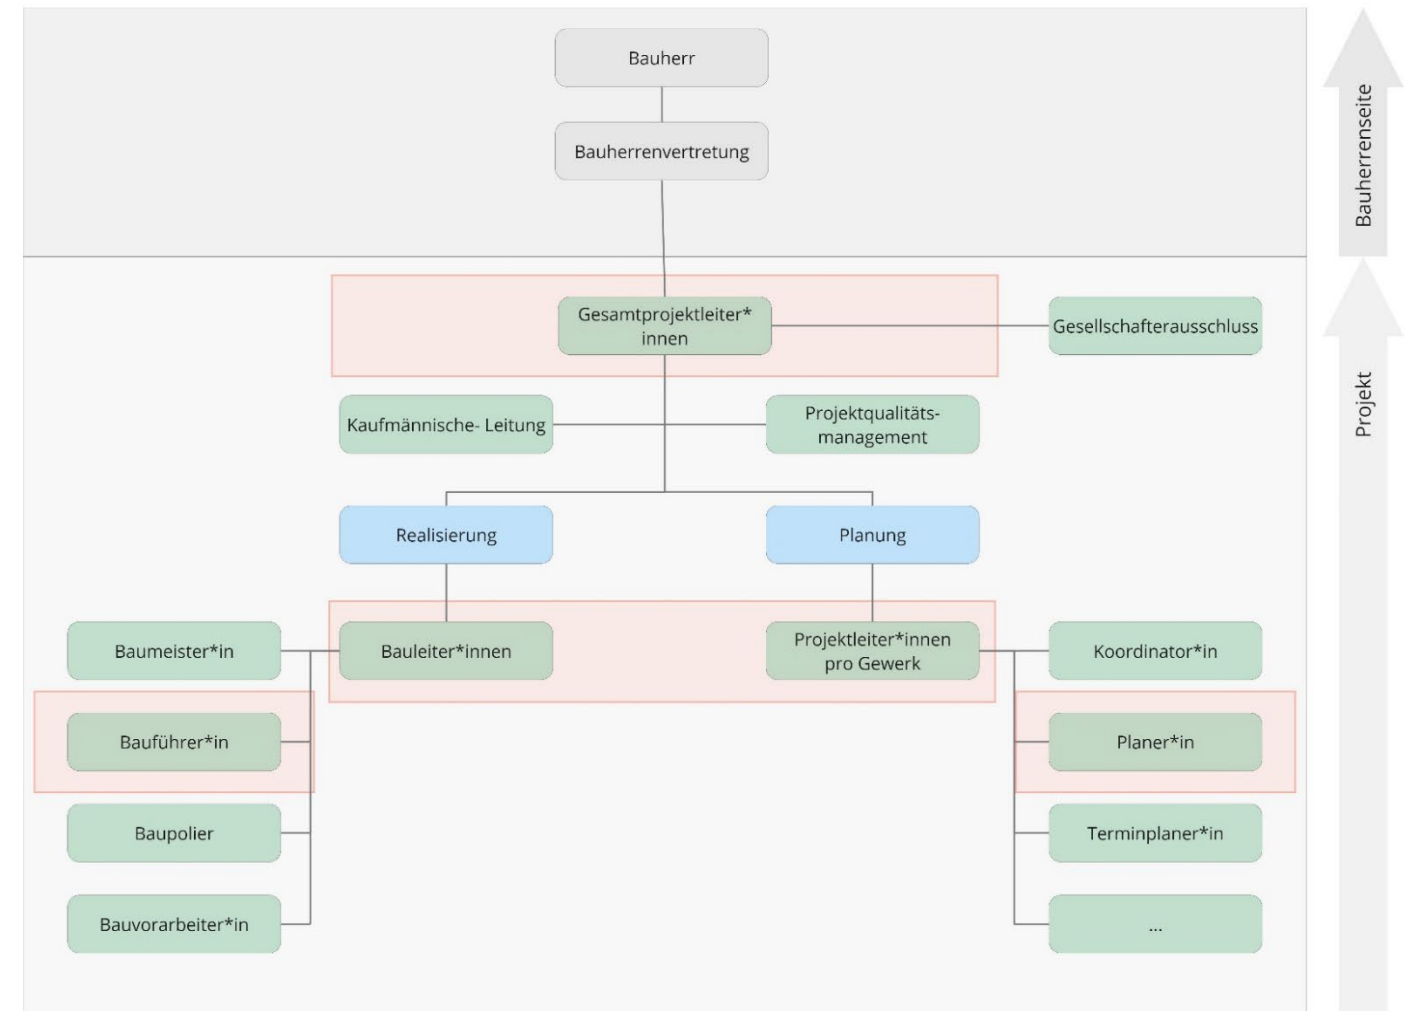 Bauherr
Bauherrenvertretung
Bauherrenseite
Gesamtprojektleiter*
innen
Gesellschafterausschluss
Projekt
Kaufmännische- Leitung
Projektqualitäts-
management
Realisierung
Planung
Baumeister*in
Bauleiter*innen
Projektleiter*innen
pro Gewerk
Koordinator*in
Bauführer*in
Planer*in
Baupolier
Terminplaner*in
Bauvorarbeiter*in
...